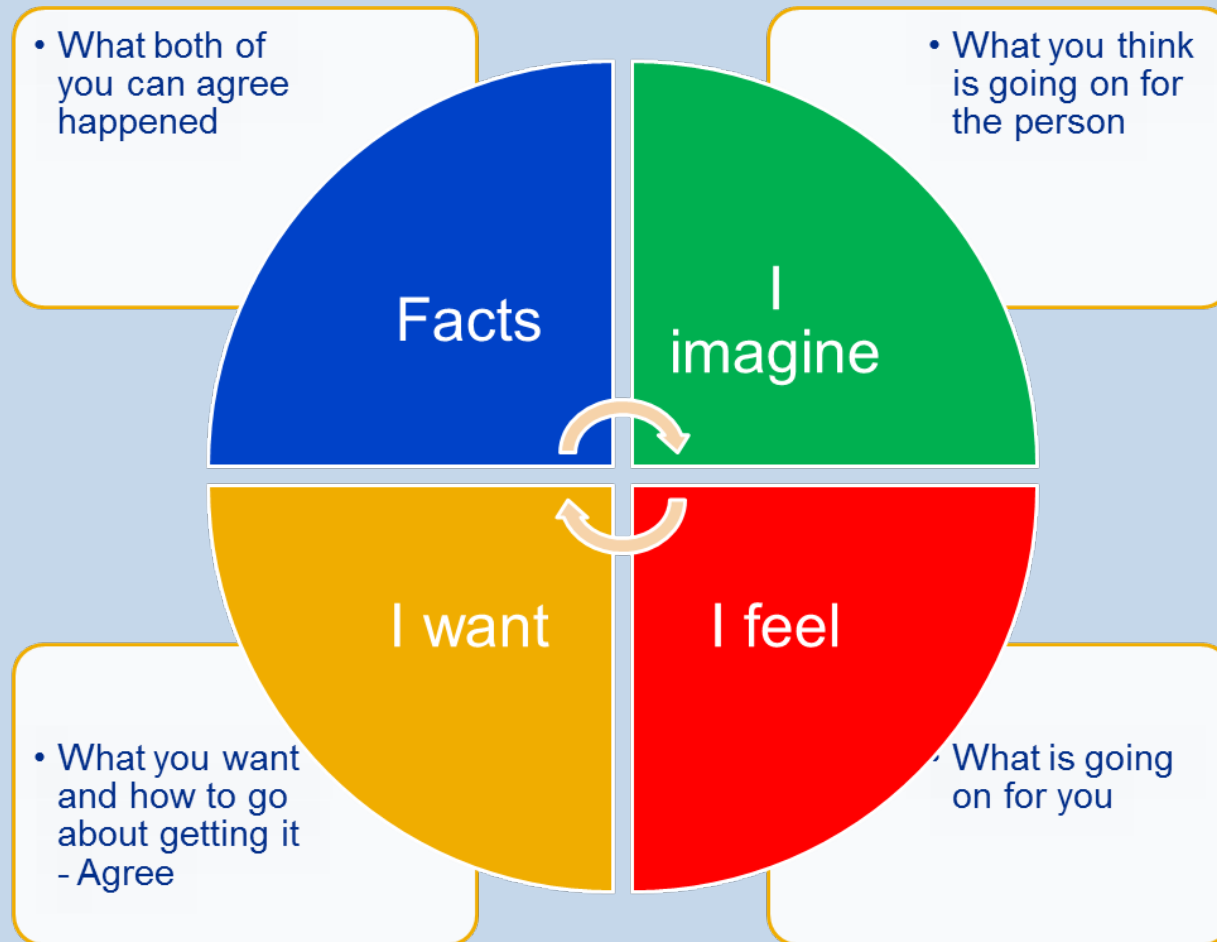 • What both of
you can agree
happened
• What you think
is going on for
the person
Facts
I
imagine
I want
I feel
• What you want
and how to go
about getting it
- Agree
• What is going
on for you